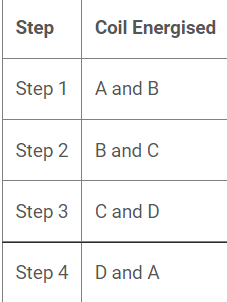 Step Coil Energised
Step 1 A and B
Step 2 B and C
Step 3 C and D
Step 4 D and A